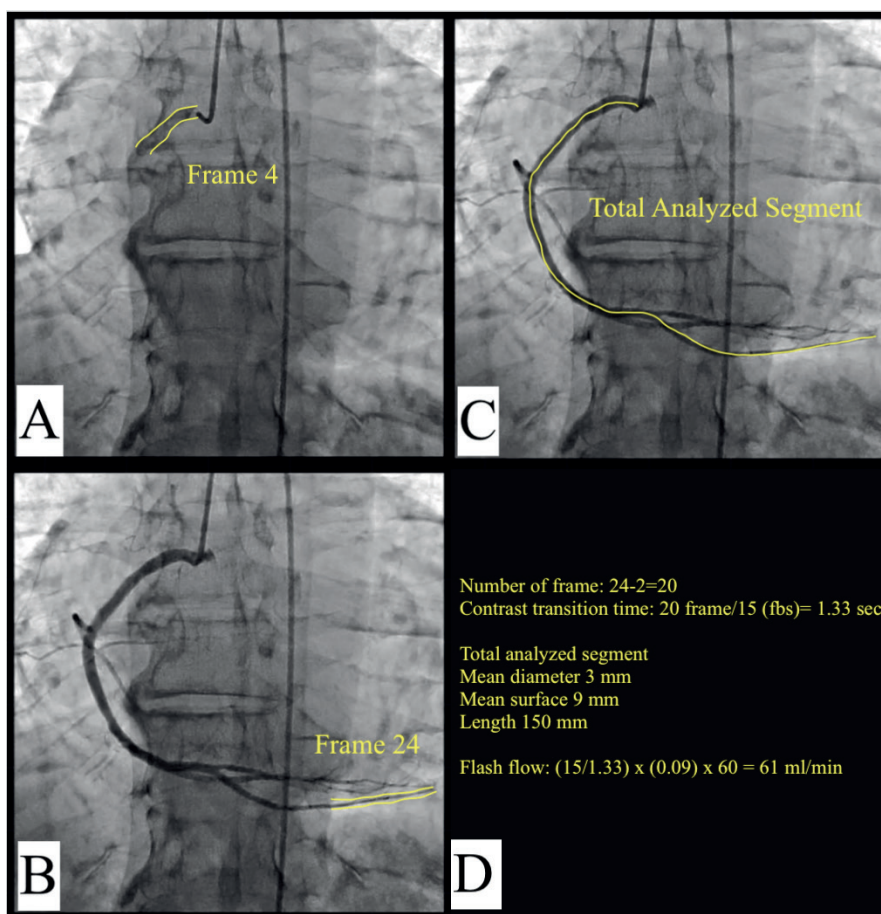 Frame 4
A
Total Analyzed Segment
C
Frame 24
B
Number of frame: 24-2=20
Contrast transition time: 20 frame/15 (fbs)= 1.33 sec
Total analyzed segment
Mean diameter 3 mm
Mean surface 9 mm
Length 150 mm
Flash flow: (15/1.33) x (0.09) x 60 = 61 ml/min
D